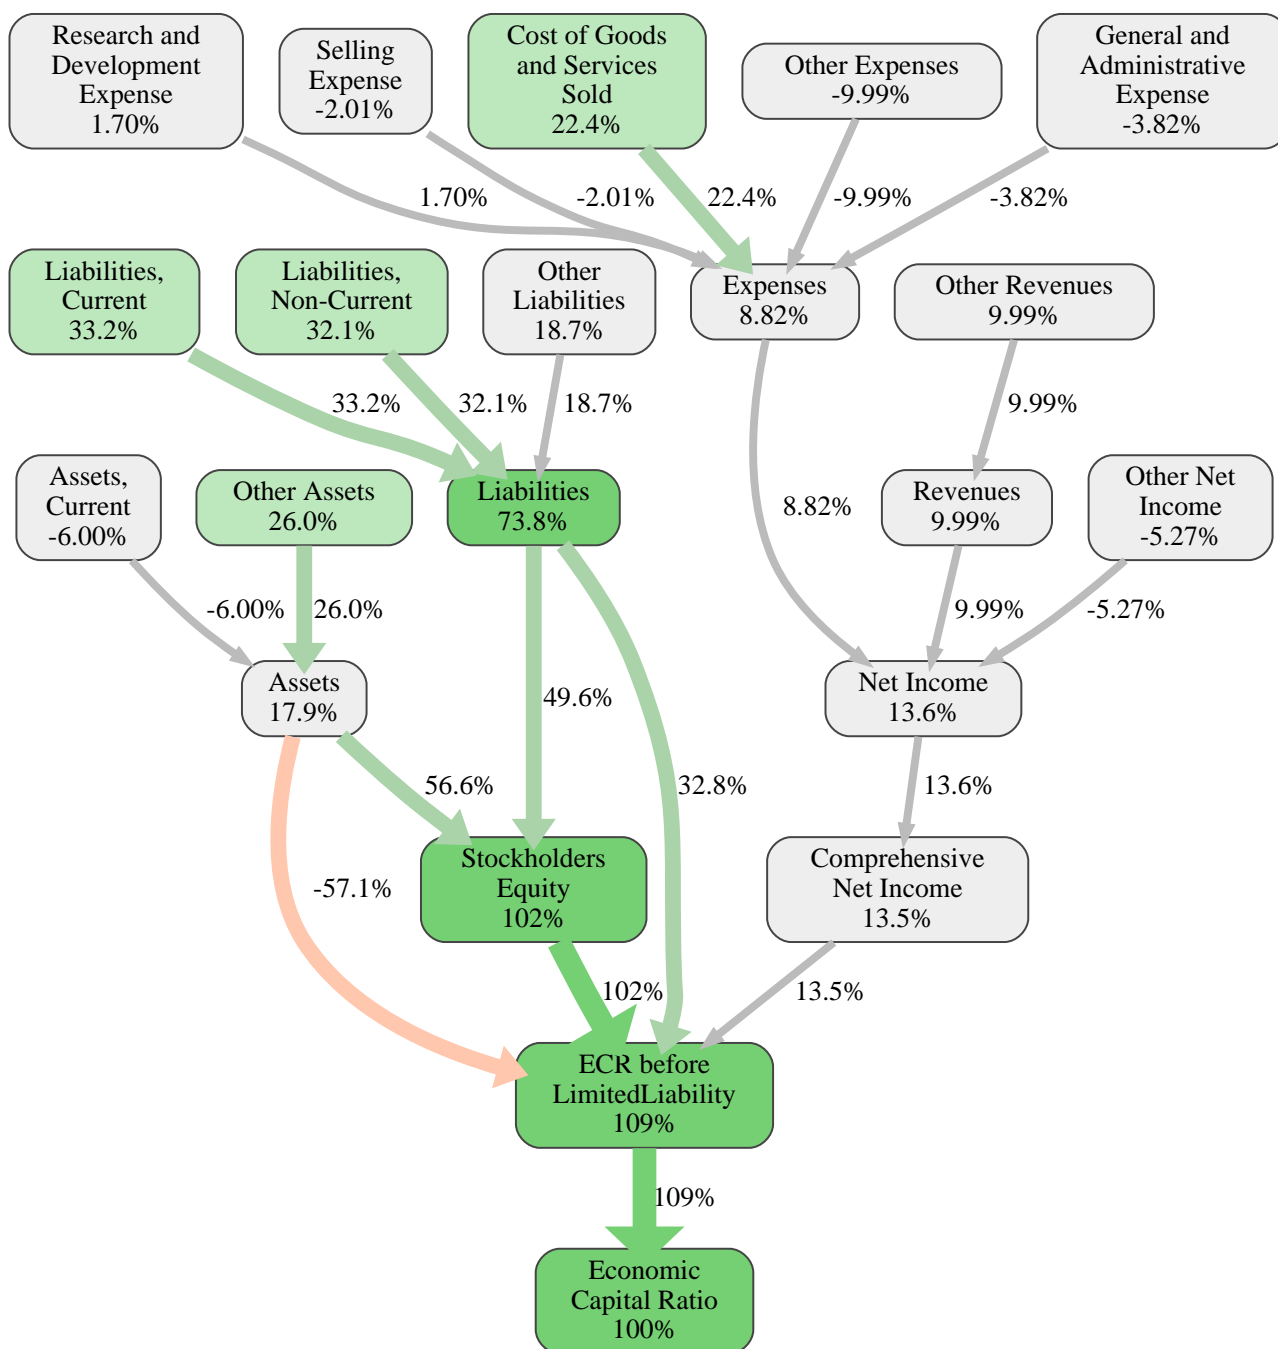 Research and
Development
Expense
1.70%
Selling
Expense
-2.01%
Cost of Goods
and Services
Sold
22.4%
Other Expenses
-9.99%
General and
Administrative
Expense
-3.82%
1.70%
-2.01%
22.4%
-9.99%
-3.82%
Liabilities,
Current
33.2%
Liabilities,
Non-Current
32.1%
Other
Liabilities
18.7%
Expenses
8.82%
Other Revenues
9.99%
33.2%
32.1%
18.7%
9.99%
Assets,
Current
-6.00%
Other Assets
26.0%
Liabilities
73.8%
8.82%
Revenues
9.99%
Other Net
Income
-5.27%
-6.00%
26.0%
9.99%
-5.27%
Assets
17.9%
49.6%
Net Income
13.6%
56.6%
32.8%
13.6%
-57.1%
Stockholders
Equity
102%
Comprehensive
Net Income
13.5%
102%
13.5%
ECR before
LimitedLiability
109%
109%
Economic
Capital Ratio
100%